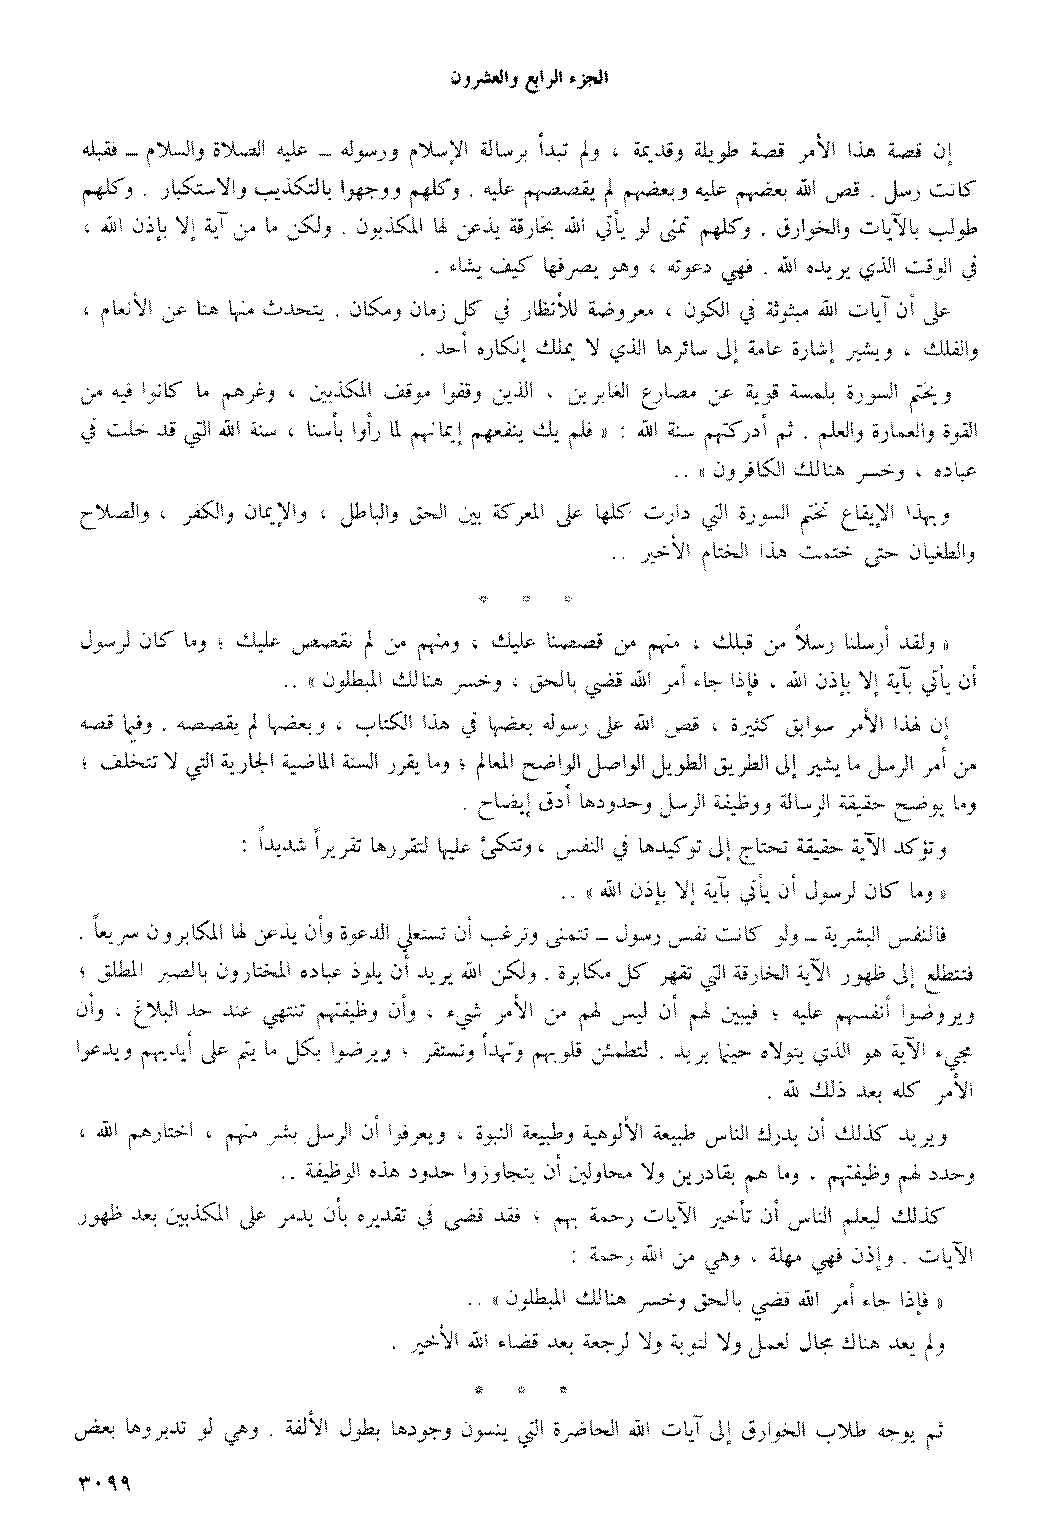 الجزء الرابع والعشرون
إن قصة هذا الأمر قصة طويلة وقديمة ، ولم تبدأ برسالة الإسلام ورسوله – عليه الصلاة والسلام – فقبله
كانت رسل . قص الله بعضهم عليه وبعضهم لم يقصصهم عليه . وكلهم ووجهوا بالتكذيب والاستكبار . وكلهم
طولب بالآيات والخوارق . وكلهم تمنى لو يأتي الله بخارقة يذعن لها المكذبون . ولكن ما من آية إلا بإذن الله ،
في الوقت الذي يريده الله . فهي دعوته ، وهو يصرفها كيف يشاء .
على أن آيات الله مبثوثة في الكون ، معروضة للأنظار في كل زمان ومكان . يتحدث منها هنا عن الأنعام ،
والفلك ، ويشير إشارة عامة إلى سائرها الذي لا يملك إنكاره أحد .
ويختم السورة بلمسة قوية عن مصارع الغابرين ، الذين وقفوا موقف المكذبين ، وغرهم ما كانوا فيه من
القوة والعمارة والعلم . ثم أدركتهم سنة الله : « فلم يك ينفعهم إيمانهم لما رأوا بأسنا ، سنة الله التي قد خلت في
عباده ، وخسر هنالك الكافرون » ..
وبهذا الإيقاع تختم السورة التي دارت كلها على المعركة بين الحق والباطل ، والإيمان والكفر ، والصلاح
والطغيان حتى ختمت هذا الختام الأخير ..
* * *
« ولقد أرسلنا رسلاً من قبلك ، منهم من قصصنا عليك ، ومنهم من لم نقصص عليك ؛ وما كان لرسول
أن يأتي بآية إلا بإذن الله ، فإذا جاء أمر الله قضي بالحق ، وخسر هنالك المبطلون » ..
إن لهذا الأمر سوابق كثيرة ، قص الله على رسوله بعضها في هذا الكتاب ، وبعضها لم يقصصه . وفيما قصه
من أمر الرسل ما يشير إلى الطريق الطويل الواصل الواضح المعالم ؛ وما يقرر السنة الماضية الجارية التي لا تتخلف ؛
وما يوضح حقيقة الرسالة ووظيفة الرسل وحدودها أدق إيضاح .
وتؤكد الآية حقيقة تحتاج إلى توكيدها في النفس ، وتتكئ عليها لتقررها تقريراً شديداً :
« وما كان لرسول أن يأتي بآية إلا بإذن الله » ..
فالنفس البشرية – ولو كانت نفس رسول – تتمنى وترغب أن تستعلي الدعوة وأن يذعن لها المكابرون سريعاً .
فتتطلع إلى ظهور الآية الخارقة التي تقهر كل مكابرة . ولكن الله يريد أن يلوذ عباده المختارون بالصبر المطلق ؛
ويروضوا أنفسهم عليه ؛ فيبين لهم أن ليس لهم من الأمر شيء ، وأن وظيفتهم تنتهي عند حد البلاغ ، وأن
مجيء الآية هو الذي يتولاه حينما يريد . لتطمئن قلوبهم وتهدأ وتستقر ؛ ويرضوا بكل ما يتم على أيديهم ويدعوا
الأمر كله بعد ذلك لله .
ويريد كذلك أن يدرك الناس طبيعة الألوهية وطبيعة النبوة ، ويعرفوا أن الرسل بشر منهم ، اختارهم الله ،
وحدد لهم وظيفتهم ، وما هم بقادرين ولا محاولين أن يتجاوزوا حدود هذه الوظيفة ..
كذلك ليعلم الناس أن تأخير الآيات رحمة بهم ؛ فقد قضى في تقديره بأن يدمر على المكذبين بعد ظهور
الآيات . وإذن فهي مهلة ، وهي من الله رحمة :
« فإذا جاء أمر الله قضي بالحق وخسر هنالك المبطلون » ..
ولم يعد هناك مجال لعمل ولا لتوبة ولا لرجعة بعد قضاء الله الأخير .
* * *
ثم يوجه طلاب الخوارق إلى آيات الله الحاضرة التي ينسون وجودها بطول الألفة . وهي لو تدبروها بعض
٣٠٩٩